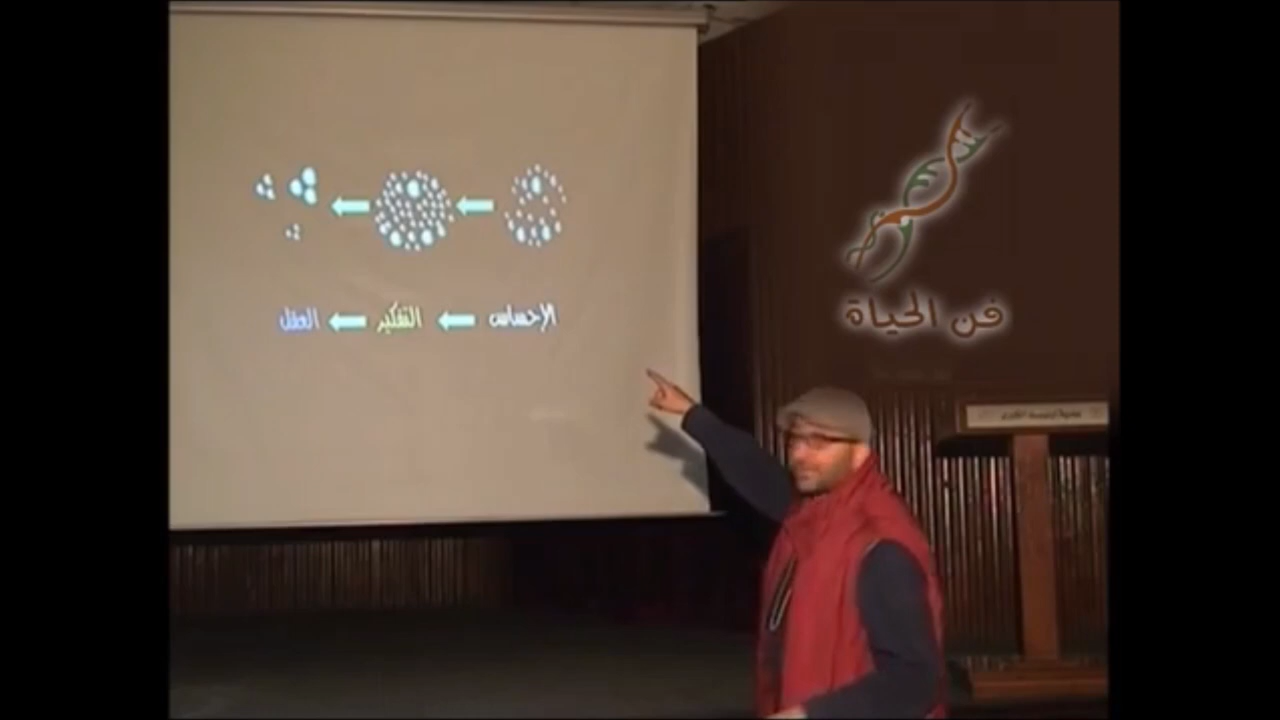 الإحساس ← التفكير ← العقل
فن الحياة